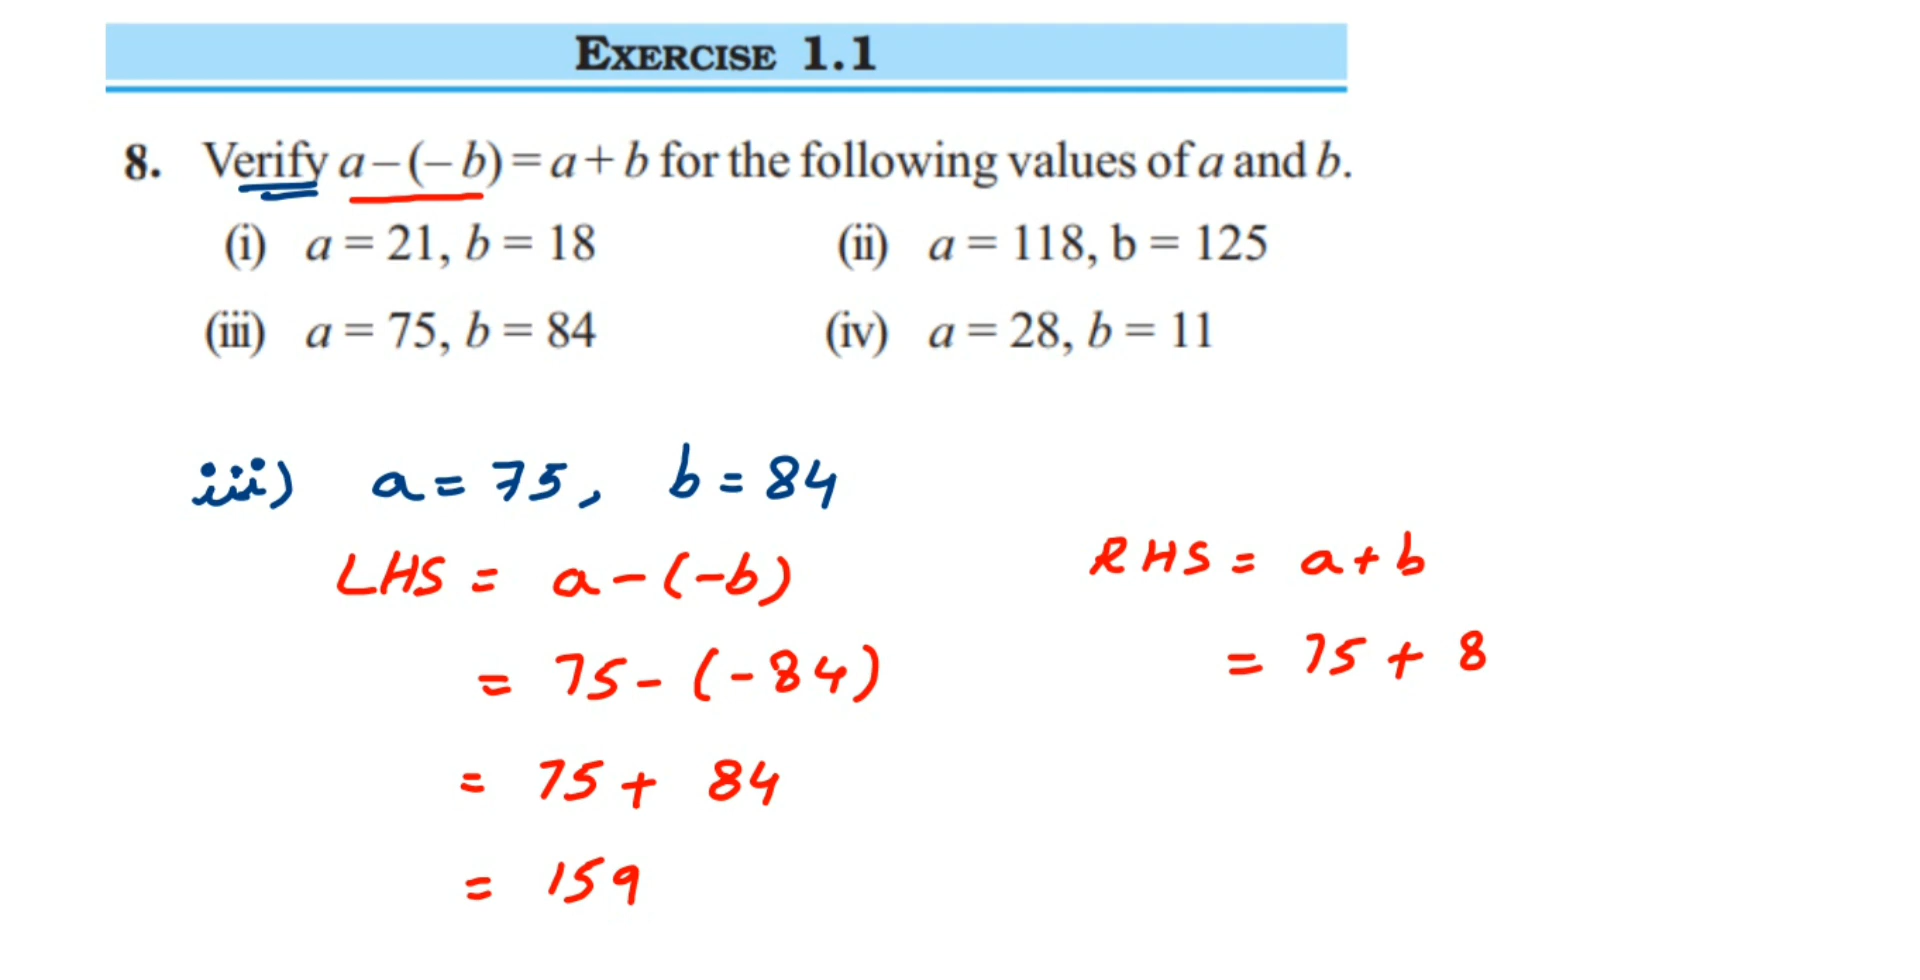 EXERCISE 1.1
8. Verify a – (– b) = a + b for the following values of a and b.
(i) a = 21, b = 18 (ii) a = 118, b = 125
(iii) a = 75, b = 84 (iv) a = 28, b = 11
iii) a = 75, b = 84
LHS = a - (-b) RHS = a + b
= 75 - (-84) = 75 + 8
= 75 + 84
= 159